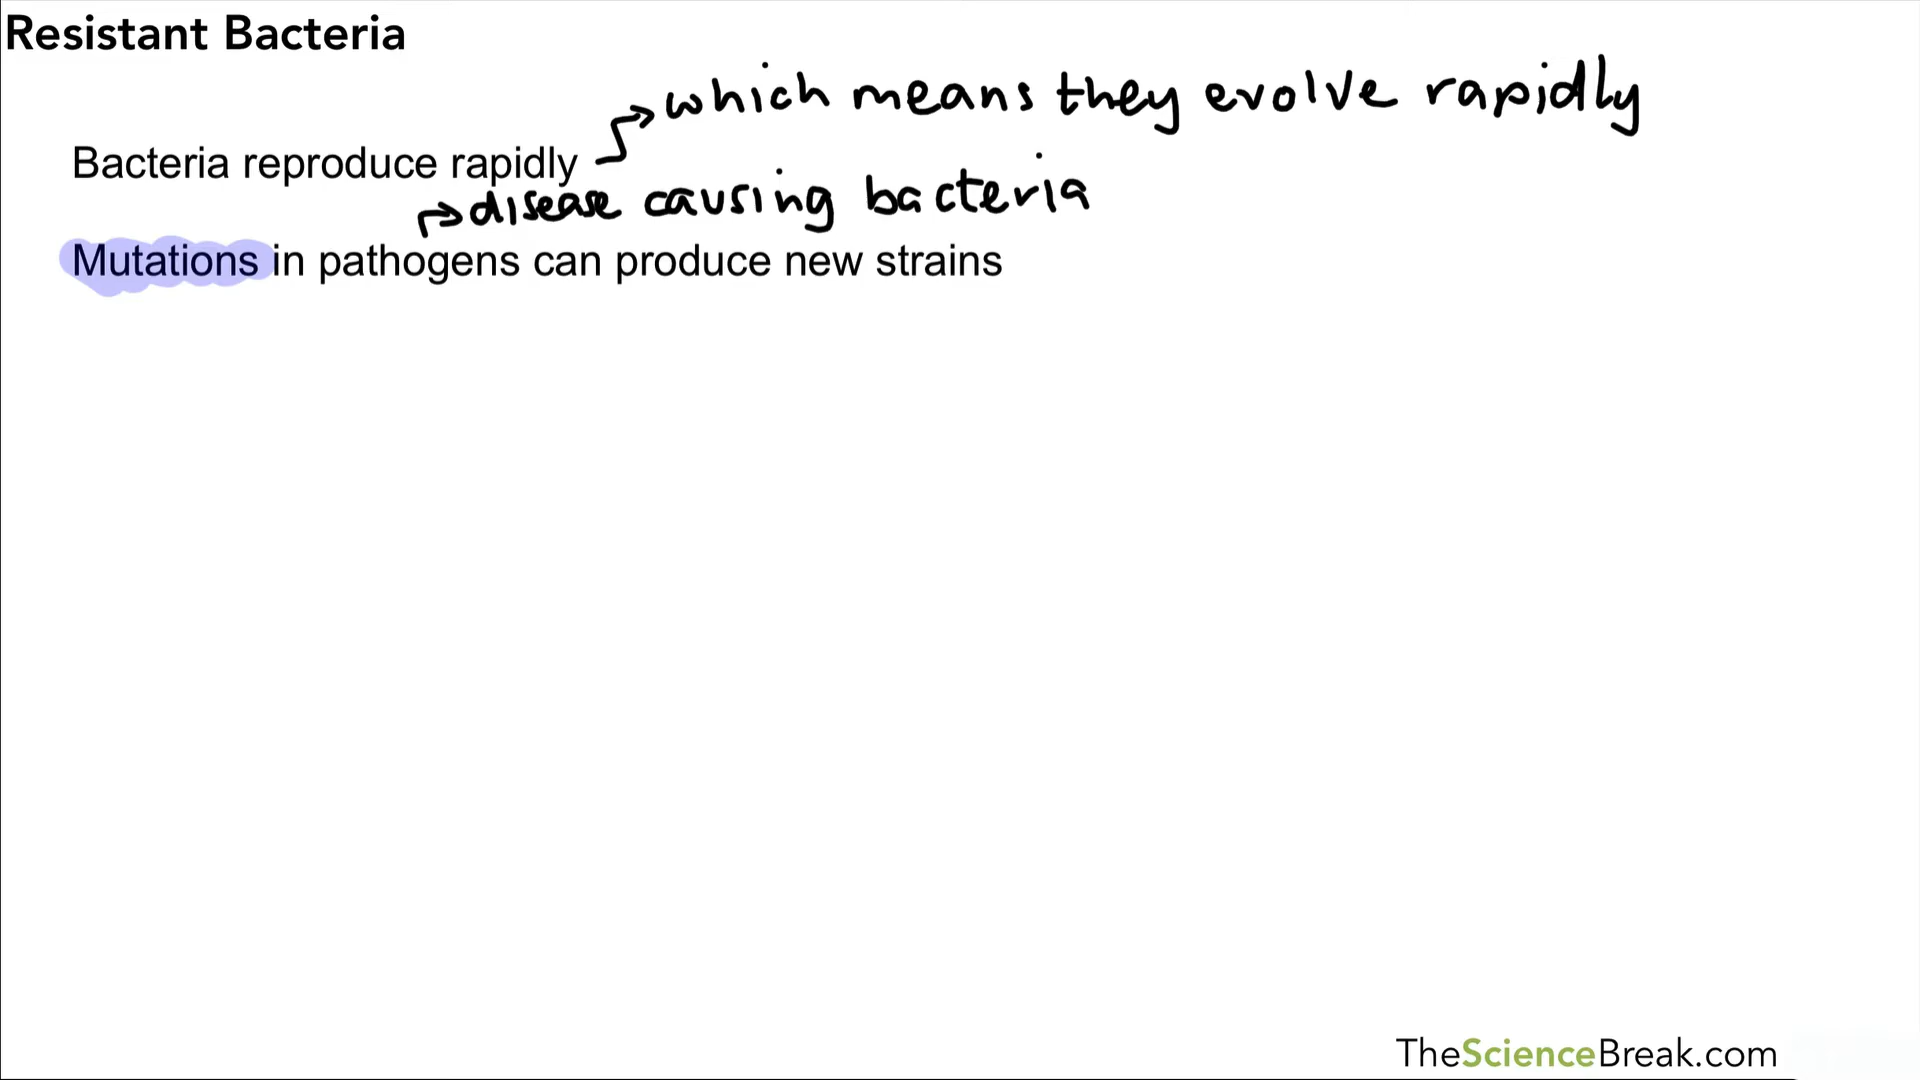 Resistant Bacteria
which means they evolve rapidly
Bacteria reproduce rapidly
disease causing bacteria
Mutations in pathogens can produce new strains
TheScienceBreak.com